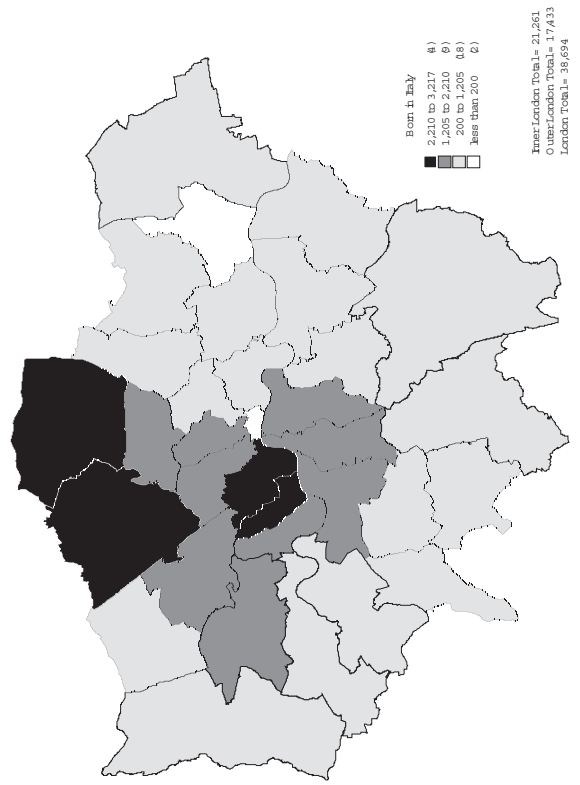 Born in Italy
2,210 to 3,217 (4)
1,205 to 2,210 (9)
200 to 1,205 (18)
less than 200 (2)
Inner London Total = 21,261
Outer London Total = 17,433
London Total = 38,694